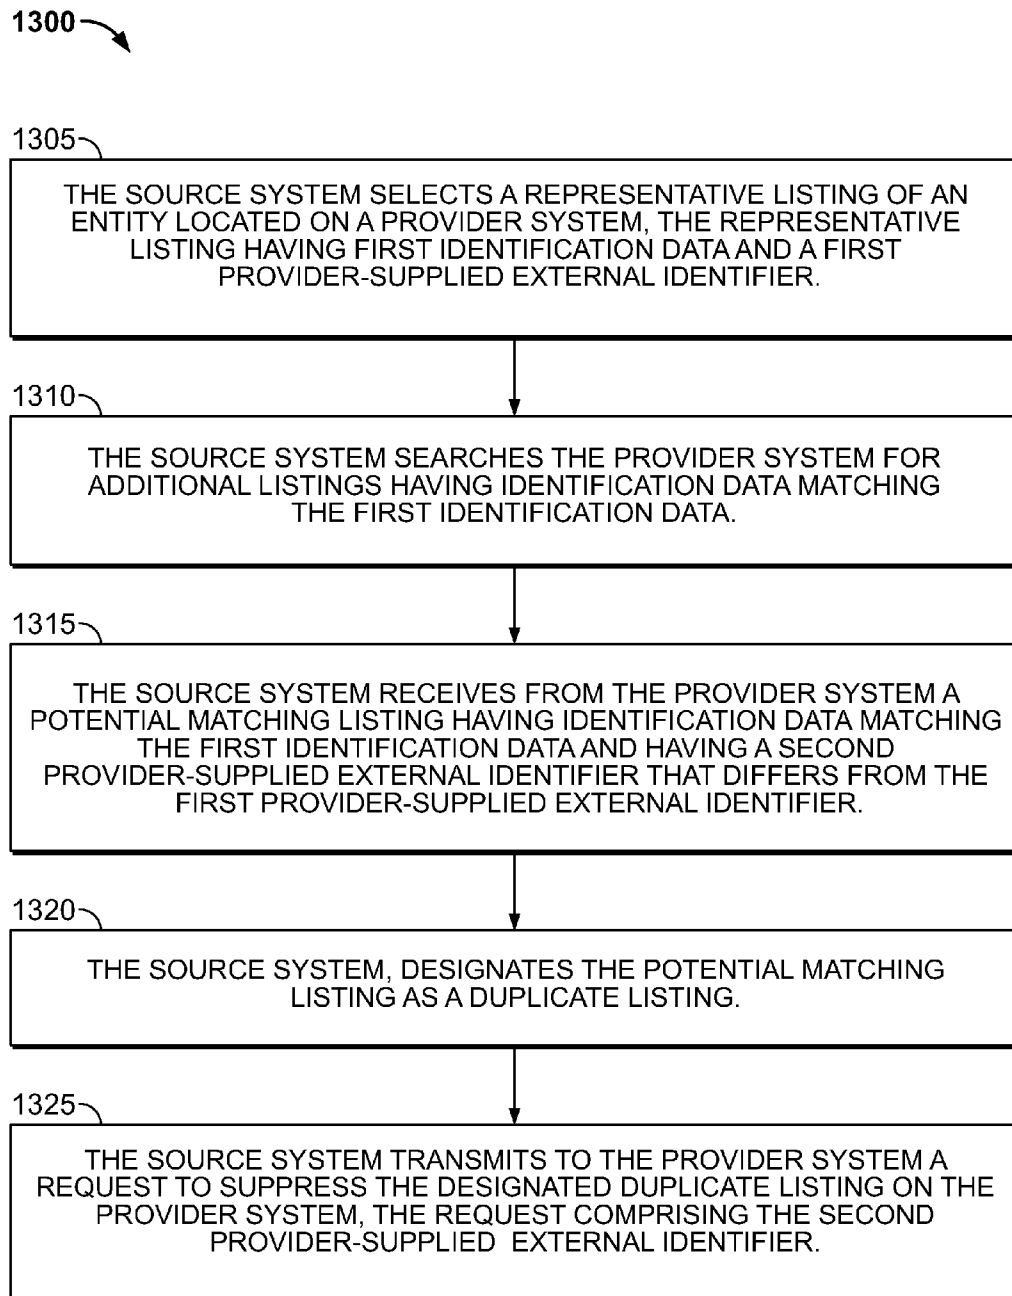 1300
1305
THE SOURCE SYSTEM SELECTS A REPRESENTATIVE LISTING OF AN
ENTITY LOCATED ON A PROVIDER SYSTEM, THE REPRESENTATIVE
LISTING HAVING FIRST IDENTIFICATION DATA AND A FIRST
PROVIDER-SUPPLIED EXTERNAL IDENTIFIER.
1310
THE SOURCE SYSTEM SEARCHES THE PROVIDER SYSTEM FOR
ADDITIONAL LISTINGS HAVING IDENTIFICATION DATA MATCHING
THE FIRST IDENTIFICATION DATA.
1315
THE SOURCE SYSTEM RECEIVES FROM THE PROVIDER SYSTEM A
POTENTIAL MATCHING LISTING HAVING IDENTIFICATION DATA MATCHING
THE FIRST IDENTIFICATION DATA AND HAVING A SECOND
PROVIDER-SUPPLIED EXTERNAL IDENTIFIER THAT DIFFERS FROM THE
FIRST PROVIDER-SUPPLIED EXTERNAL IDENTIFIER.
1320
THE SOURCE SYSTEM, DESIGNATES THE POTENTIAL MATCHING
LISTING AS A DUPLICATE LISTING.
1325
THE SOURCE SYSTEM TRANSMITS TO THE PROVIDER SYSTEM A
REQUEST TO SUPPRESS THE DESIGNATED DUPLICATE LISTING ON THE
PROVIDER SYSTEM, THE REQUEST COMPRISING THE SECOND
PROVIDER-SUPPLIED EXTERNAL IDENTIFIER.